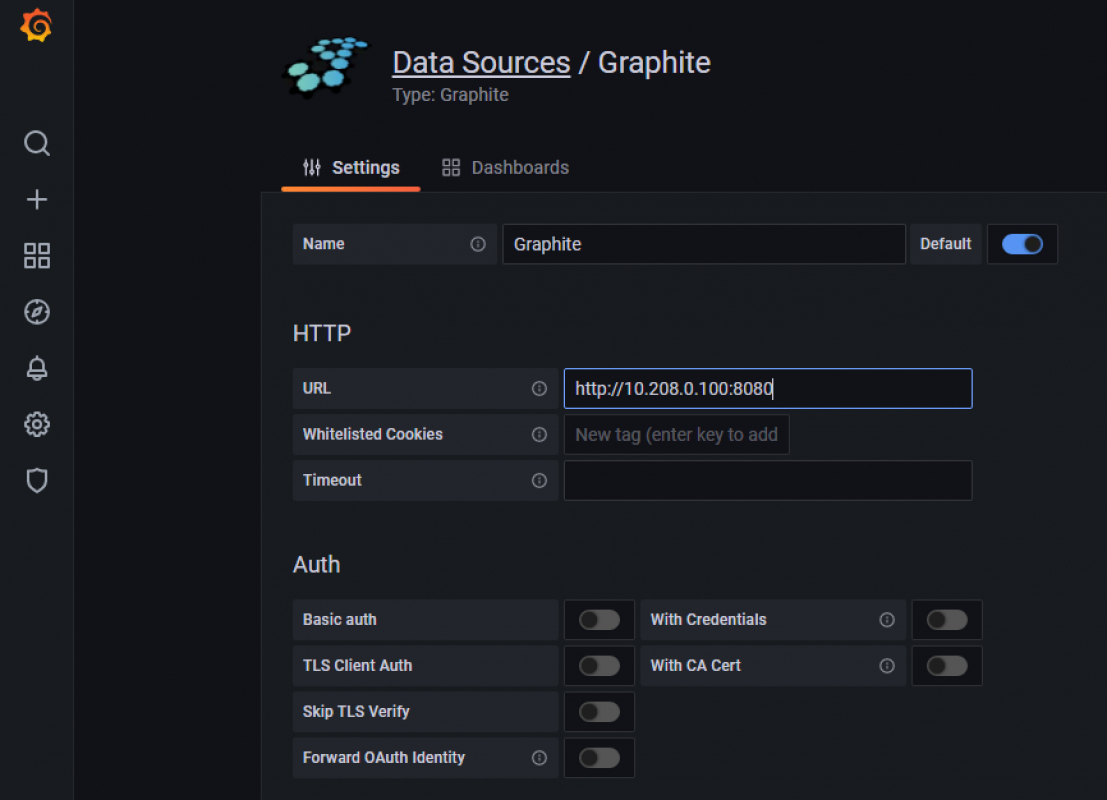 Data Sources / Graphite
Type: Graphite
Settings Dashboards
Name Graphite Default
HTTP
URL http://10.208.0.100:8080
Whitelisted Cookies New tag (enter key to add
Timeout
Auth
Basic auth With Credentials
TLS Client Auth With CA Cert
Skip TLS Verify
Forward OAuth Identity